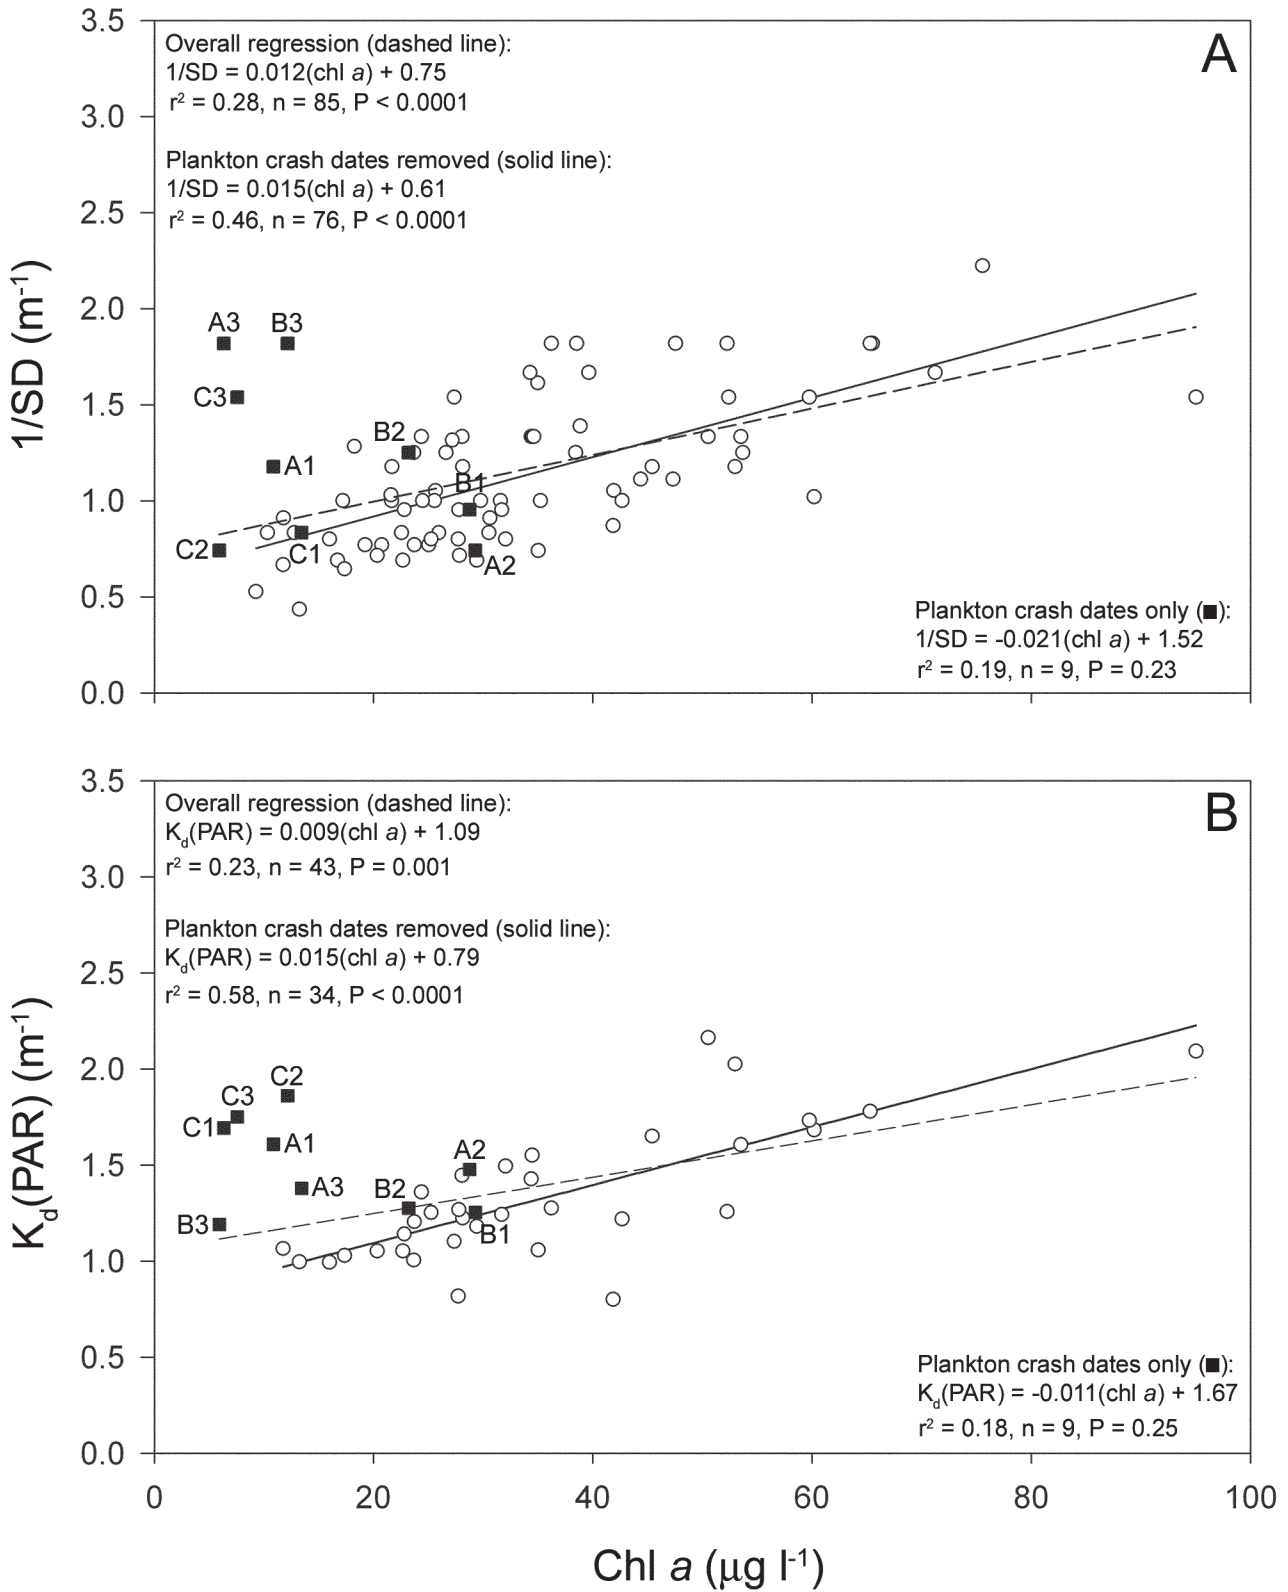 3.5
3.0
2.5
2.0
1.5
1.0
0.5
0.0
1/SD (m⁻¹)
A
Overall regression (dashed line):
1/SD = 0.012(chl a) + 0.75
r² = 0.28, n = 85, P < 0.0001
Plankton crash dates removed (solid line):
1/SD = 0.015(chl a) + 0.61
r² = 0.46, n = 76, P < 0.0001
A3
B3
C3
B2
A1
B1
C2
C1
A2
Plankton crash dates only (■):
1/SD = -0.021(chl a) + 1.52
r² = 0.19, n = 9, P = 0.23
3.5
3.0
2.5
2.0
1.5
1.0
0.5
0.0
K_d(PAR) (m⁻¹)
B
Overall regression (dashed line):
K_d(PAR) = 0.009(chl a) + 1.09
r² = 0.23, n = 43, P = 0.001
Plankton crash dates removed (solid line):
K_d(PAR) = 0.015(chl a) + 0.79
r² = 0.58, n = 34, P < 0.0001
C2
C3
C1
A1
A2
A3
B2
B3
B1
Plankton crash dates only (■):
K_d(PAR) = -0.011(chl a) + 1.67
r² = 0.18, n = 9, P = 0.25
0 20 40 60 80 100
Chl a (µg l⁻¹)